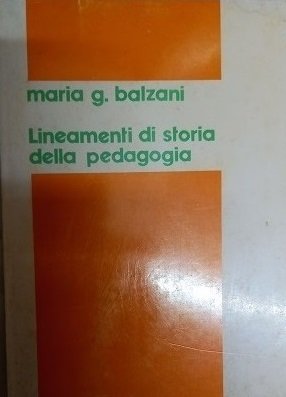 maria g. balzani
Lineamenti di storia
della pedagogia